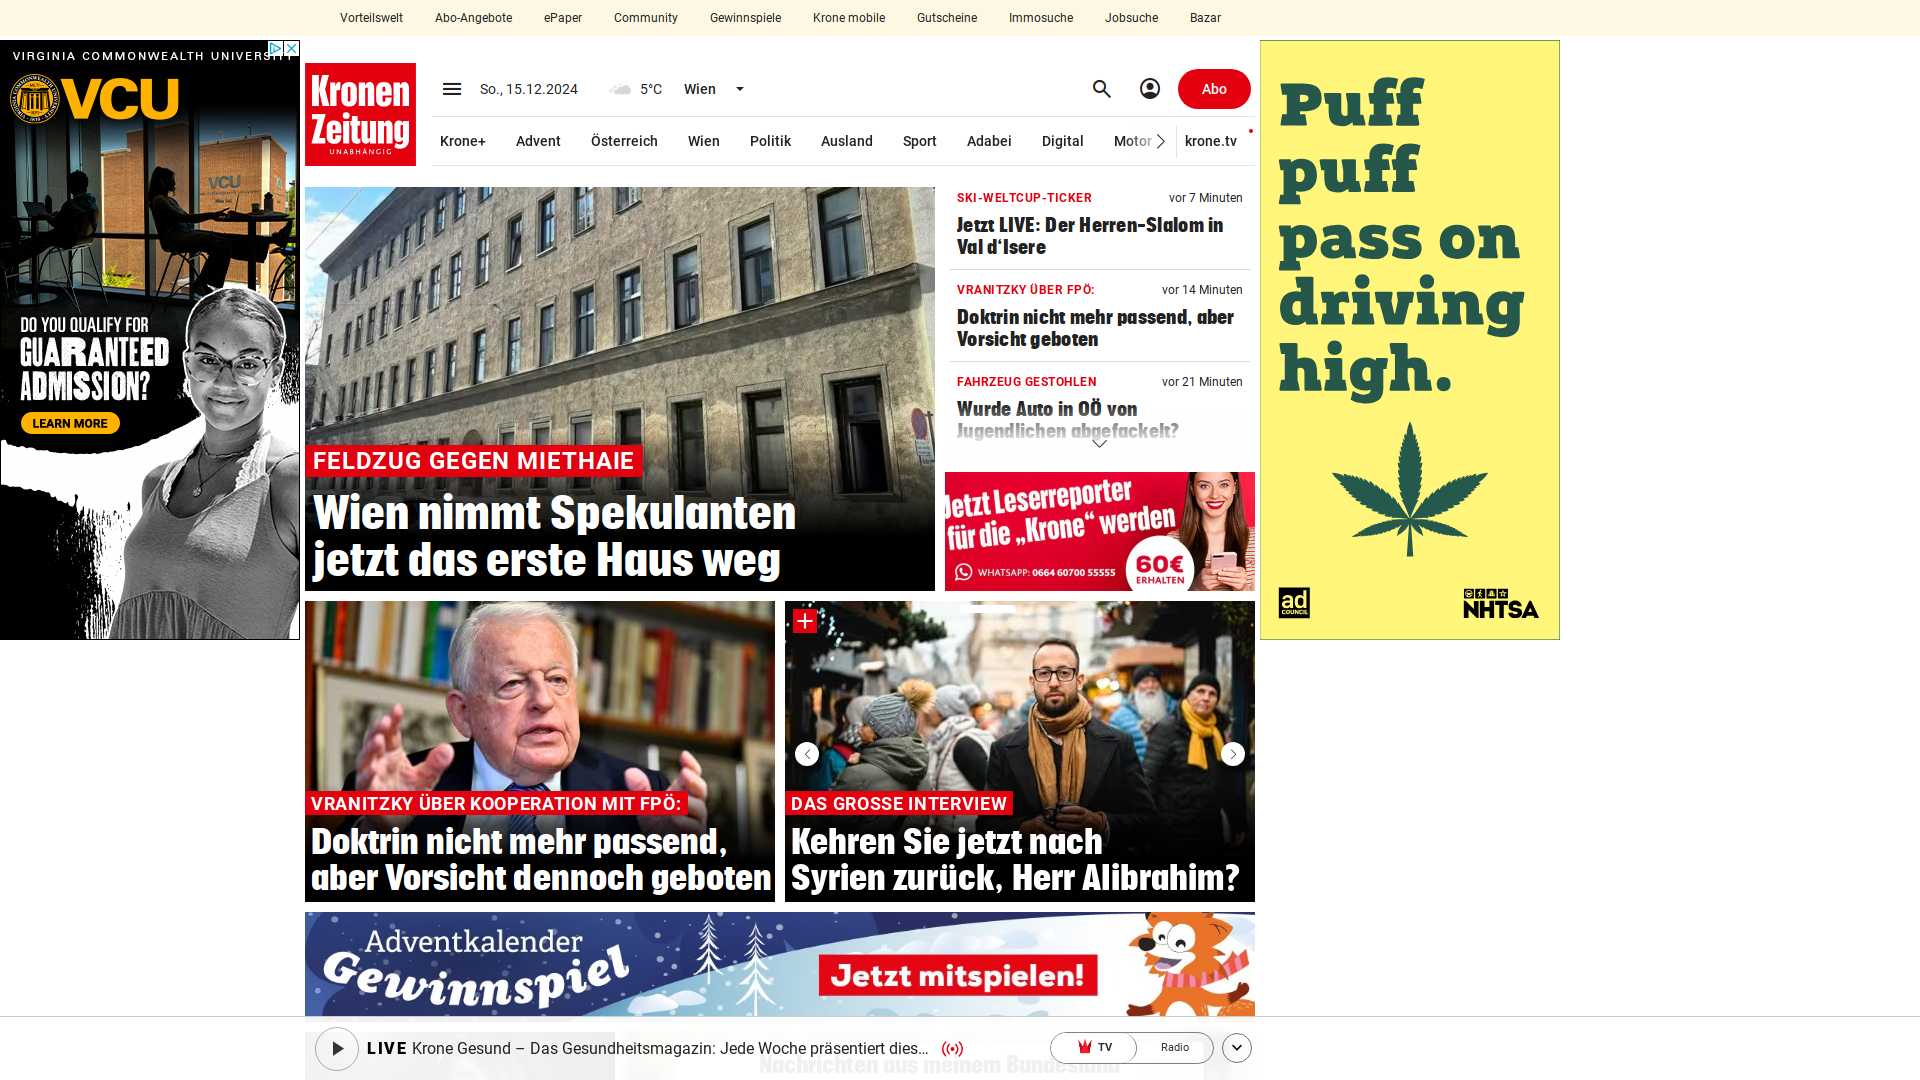 Vorteilswelt Abo-Angebote ePaper Community Gewinnspiele Krone mobile Gutscheine Immosuche Jobsuche Bazar
VIRGINIA COMMONWEALTH UNIVERSITY
VCU
VCU
DO YOU QUALIFY FOR
GUARANTEED
ADMISSION?
LEARN MORE
Kronen
Zeitung
UNABHÄNGIG
So., 15.12.2024 5°C Wien
Abo
Krone+ Advent Österreich Wien Politik Ausland Sport Adabei Digital Motor krone.tv
FELDZUG GEGEN MIETHAIE
Wien nimmt Spekulanten
jetzt das erste Haus weg
SKI-WELTCUP-TICKER vor 7 Minuten
Jetzt LIVE: Der Herren-Slalom in
Val d‘Isere
VRANITZKY ÜBER FPÖ: vor 14 Minuten
Doktrin nicht mehr passend, aber
Vorsicht geboten
FAHRZEUG GESTOHLEN vor 21 Minuten
Wurde Auto in OÖ von
Jugendlichen abgefackelt?
Jetzt Leserreporter
für die „Krone“ werden
WHATSAPP: 0664 60700 55555
60€
ERHALTEN
Puff
puff
pass on
driving
high.
ad
COUNCIL
NHTSA
VRANITZKY ÜBER KOOPERATION MIT FPÖ:
Doktrin nicht mehr passend,
aber Vorsicht dennoch geboten
DAS GROSSE INTERVIEW
Kehren Sie jetzt nach
Syrien zurück, Herr Alibrahim?
Adventkalender
Gewinnspiel
Jetzt mitspielen!
LIVE Krone Gesund – Das Gesundheitsmagazin: Jede Woche präsentiert dies...
TV Radio
Nachrichten aus meinem Bundesland